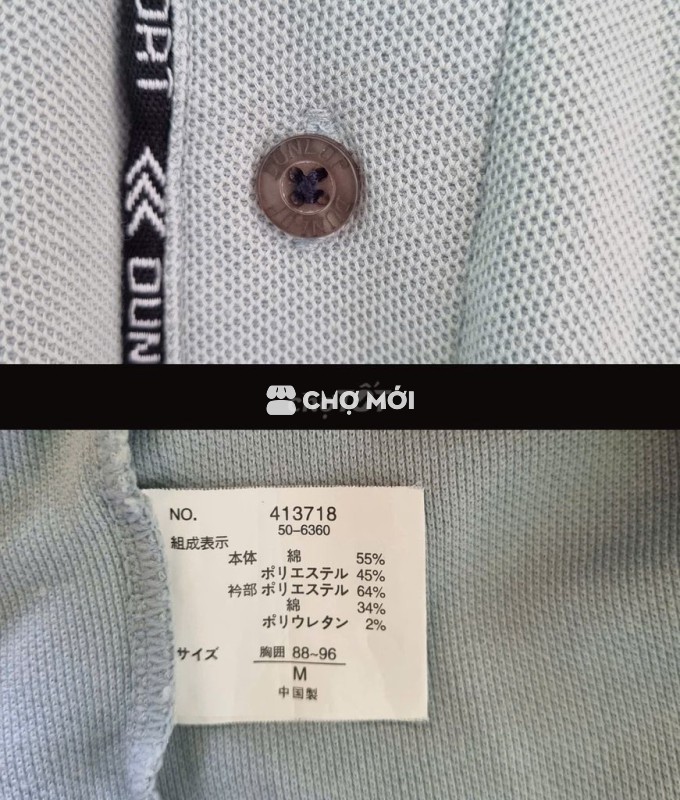 ORT
<<< DUN
CHỢ MỚI
NO. 413718
50-6360
組成表示
本体 綿 55%
ポリエステル 45%
衿部 ポリエステル 64%
綿 34%
ポリウレタン 2%
サイズ 胸囲 88~96
M
中国製